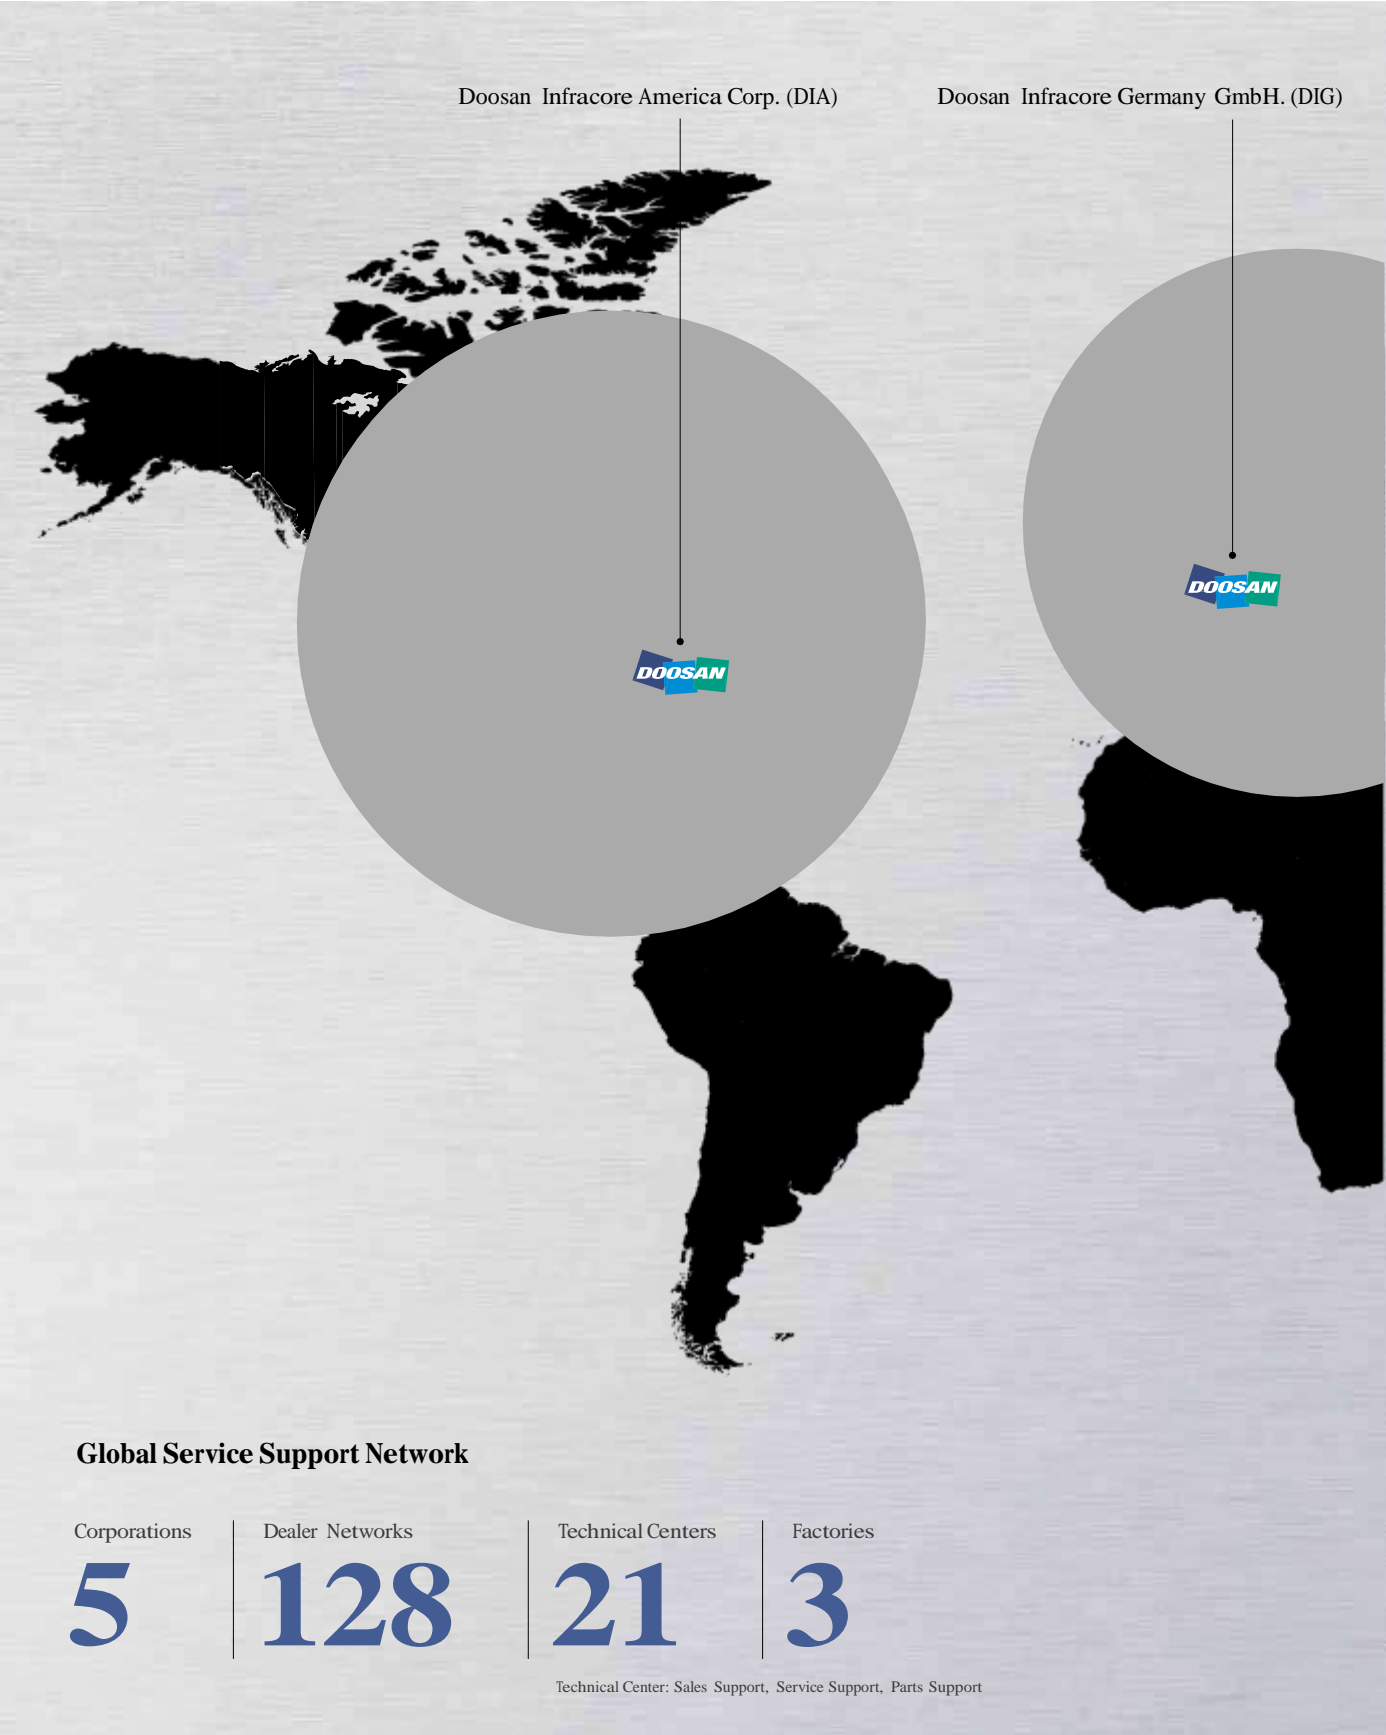 Doosan Infracore America Corp. (DIA)
Doosan Infracore Germany GmbH. (DIG)
DOOSAN
DOOSAN
Global Service Support Network
Corporations
5
Dealer Networks
128
Technical Centers
21
Factories
3
Technical Center: Sales Support, Service Support, Parts Support